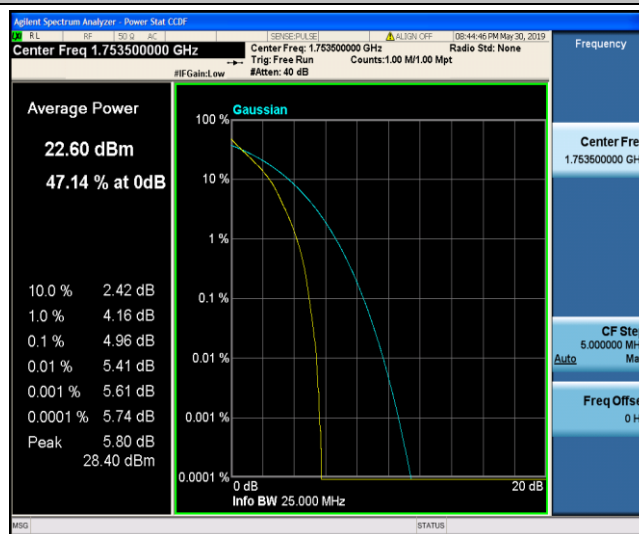 Agilent Spectrum Analyzer - Power Stat CCDF
RL RF 50 Ω AC SENSE:PULSE ALIGN OFF 08:44:46 PM May 30, 2019
Center Freq 1.753500000 GHz
Center Freq: 1.753500000 GHz Radio Std: None
Trig: Free Run Counts:1.00 M/1.00 Mpt
#IFGain:Low #Atten: 40 dB
Frequency
Average Power
22.60 dBm
47.14 % at 0dB
10.0 % 2.42 dB
1.0 % 4.16 dB
0.1 % 4.96 dB
0.01 % 5.41 dB
0.001 % 5.61 dB
0.0001 % 5.74 dB
Peak 5.80 dB
28.40 dBm
Gaussian
100 %
10 %
1 %
0.1 %
0.01 %
0.001 %
0.0001 %
0 dB 20 dB
Info BW 25.000 MHz
Center Fre
1.753500000 GH
CF Ste
5.000000 MH
Auto Ma
Freq Offse
0 H
MSG STATUS